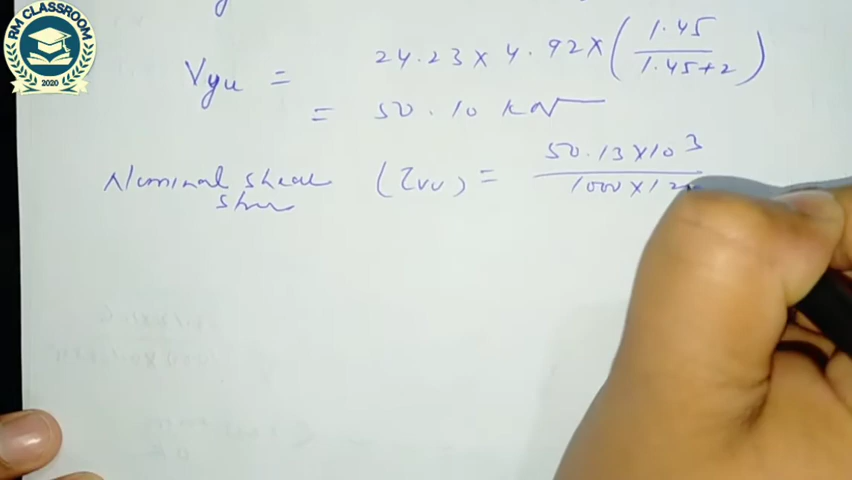 RM CLASSROOM
2020
Vyu = 24.23 x 4.92 x ( 1.45 / 1.45+2 )
= 50.10 kN
Nominal shear (τvu) = 50.13 x 10³ / 1000 x